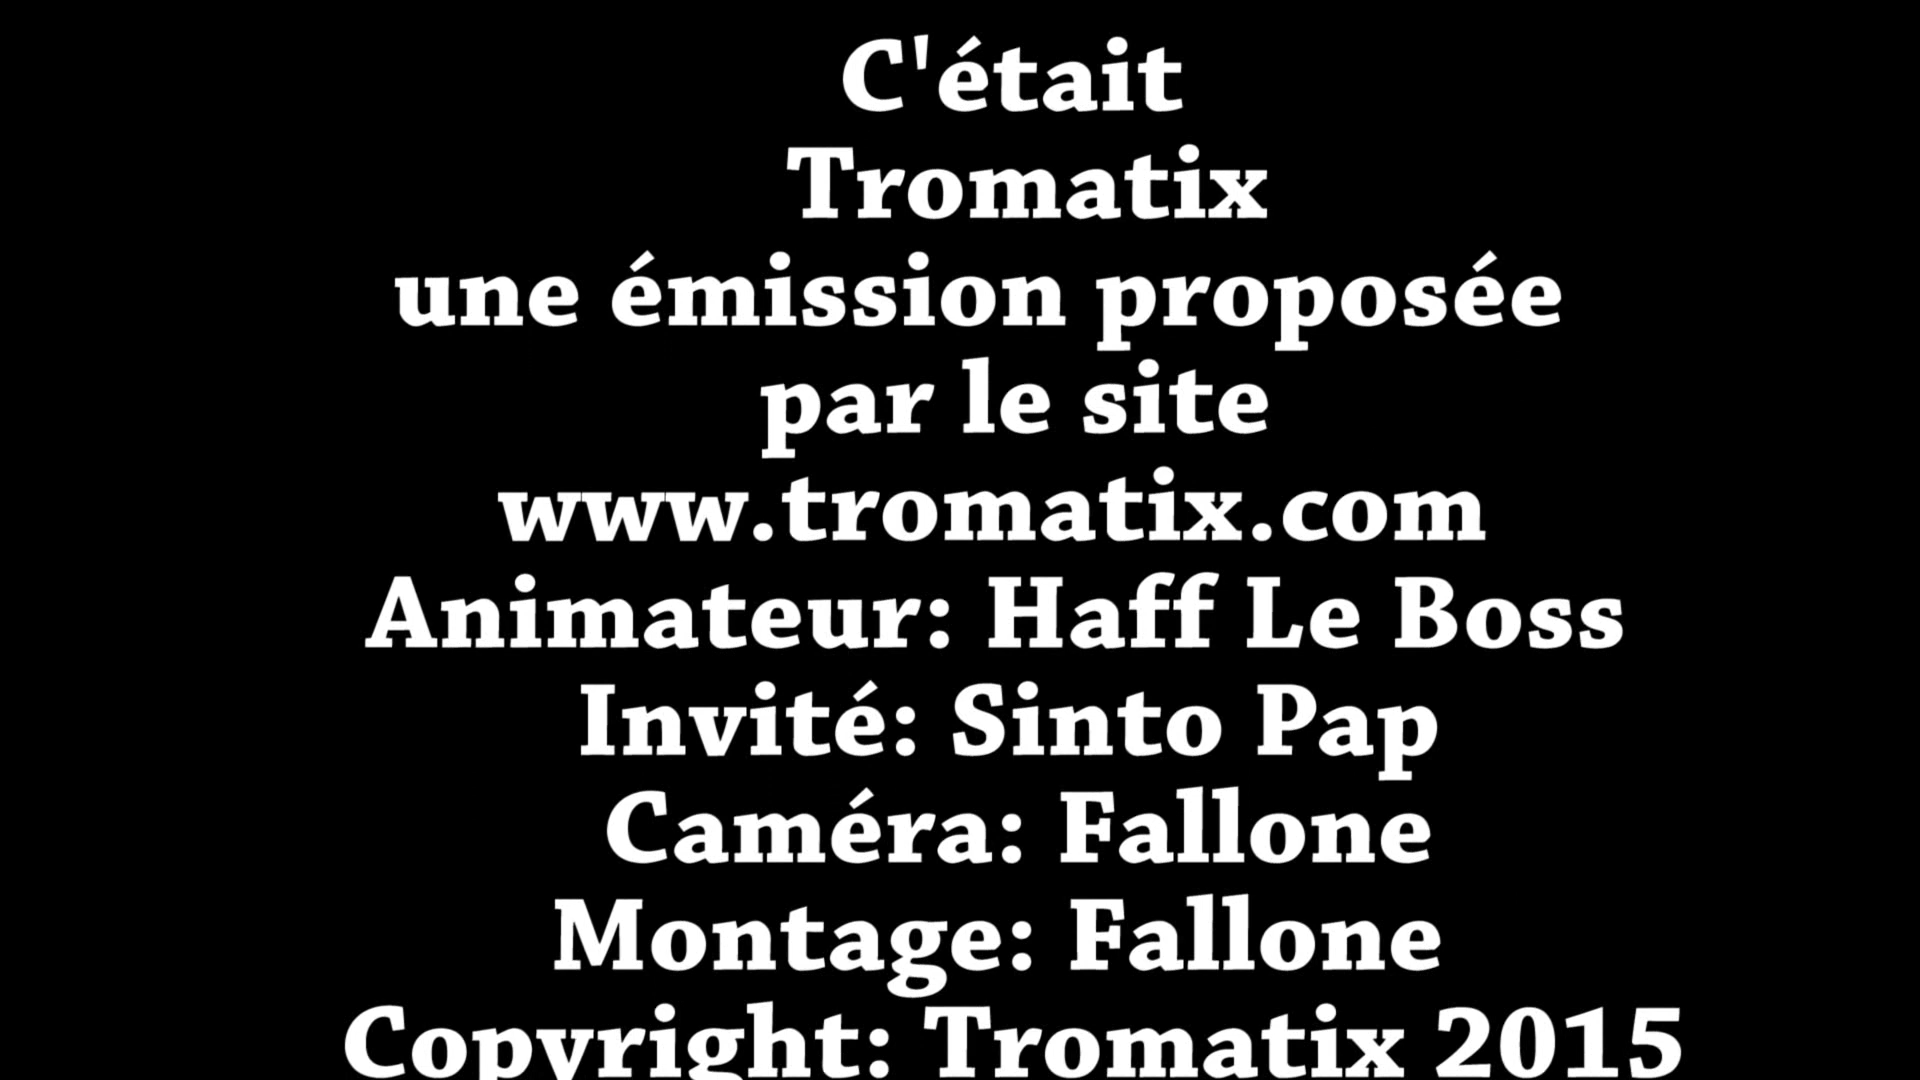 C'était
Tromatix
une émission proposée
par le site
www.tromatix.com
Animateur: Haff Le Boss
Invité: Sinto Pap
Caméra: Fallone
Montage: Fallone
Copyright: Tromatix 2015